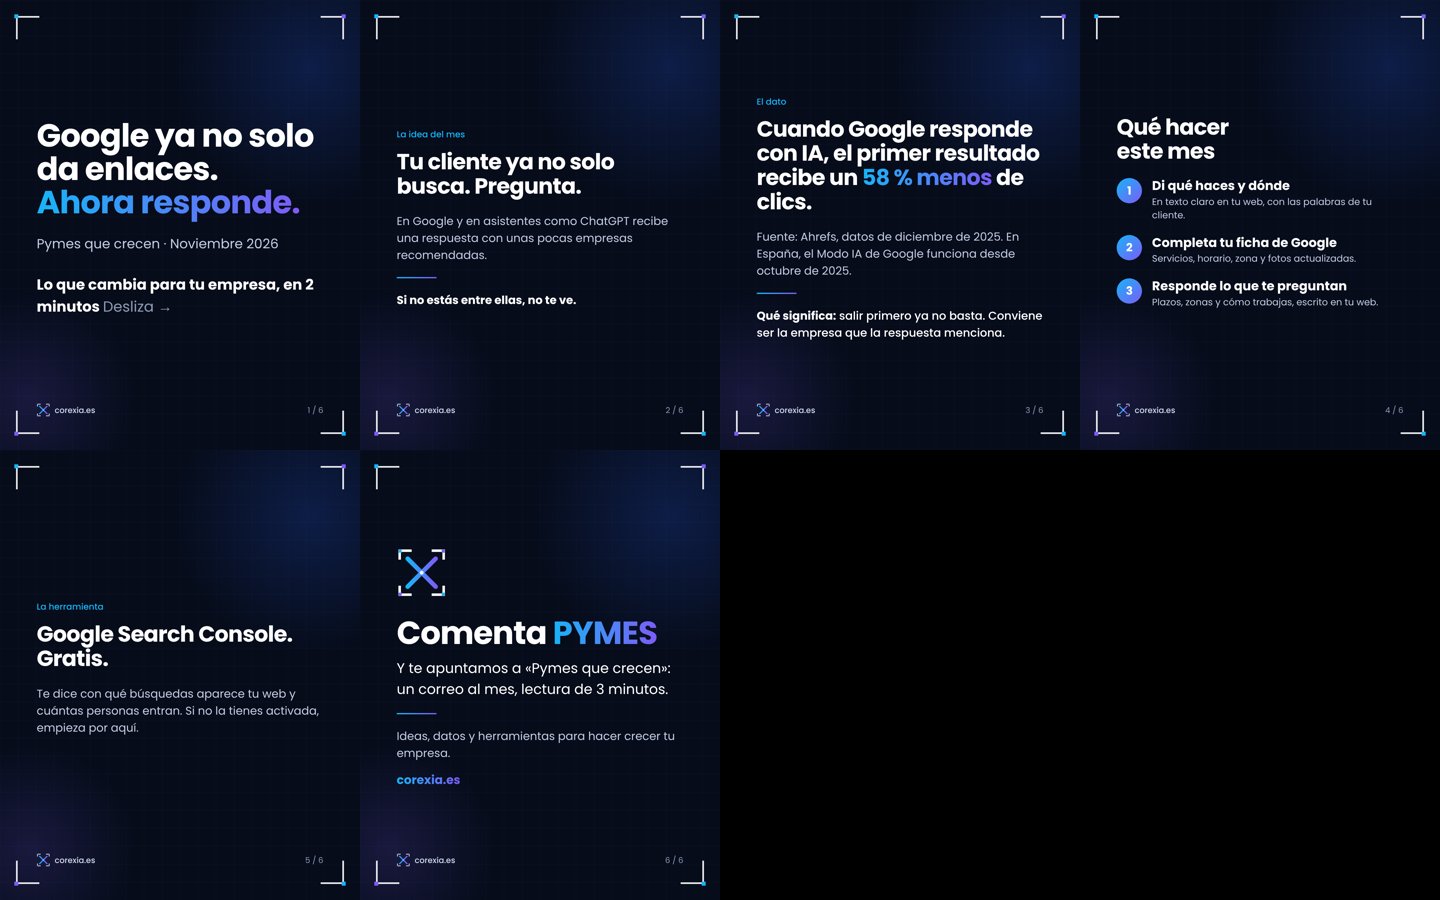 Google ya no solo
da enlaces.
Ahora responde.
Pymes que crecen · Noviembre 2026
Lo que cambia para tu empresa, en 2
minutos Desliza →
corexia.es
1 / 6
La idea del mes
Tu cliente ya no solo
busca. Pregunta.
En Google y en asistentes como ChatGPT recibe
una respuesta con unas pocas empresas
recomendadas.
Si no estás entre ellas, no te ve.
corexia.es
2 / 6
El dato
Cuando Google responde
con IA, el primer resultado
recibe un 58 % menos de
clics.
Fuente: Ahrefs, datos de diciembre de 2025. En
España, el Modo IA de Google funciona desde
octubre de 2025.
Qué significa: salir primero ya no basta. Conviene
ser la empresa que la respuesta menciona.
corexia.es
3 / 6
Qué hacer
este mes
1
Di qué haces y dónde
En texto claro en tu web, con las palabras de tu
cliente.
2
Completa tu ficha de Google
Servicios, horario, zona y fotos actualizadas.
3
Responde lo que te preguntan
Plazos, zonas y cómo trabajas, escrito en tu web.
corexia.es
4 / 6
La herramienta
Google Search Console.
Gratis.
Te dice con qué búsquedas aparece tu web y
cuántas personas entran. Si no la tienes activada,
empieza por aquí.
corexia.es
5 / 6
Comenta PYMES
Y te apuntamos a «Pymes que crecen»:
un correo al mes, lectura de 3 minutos.
Ideas, datos y herramientas para hacer crecer tu
empresa.
corexia.es
corexia.es
6 / 6